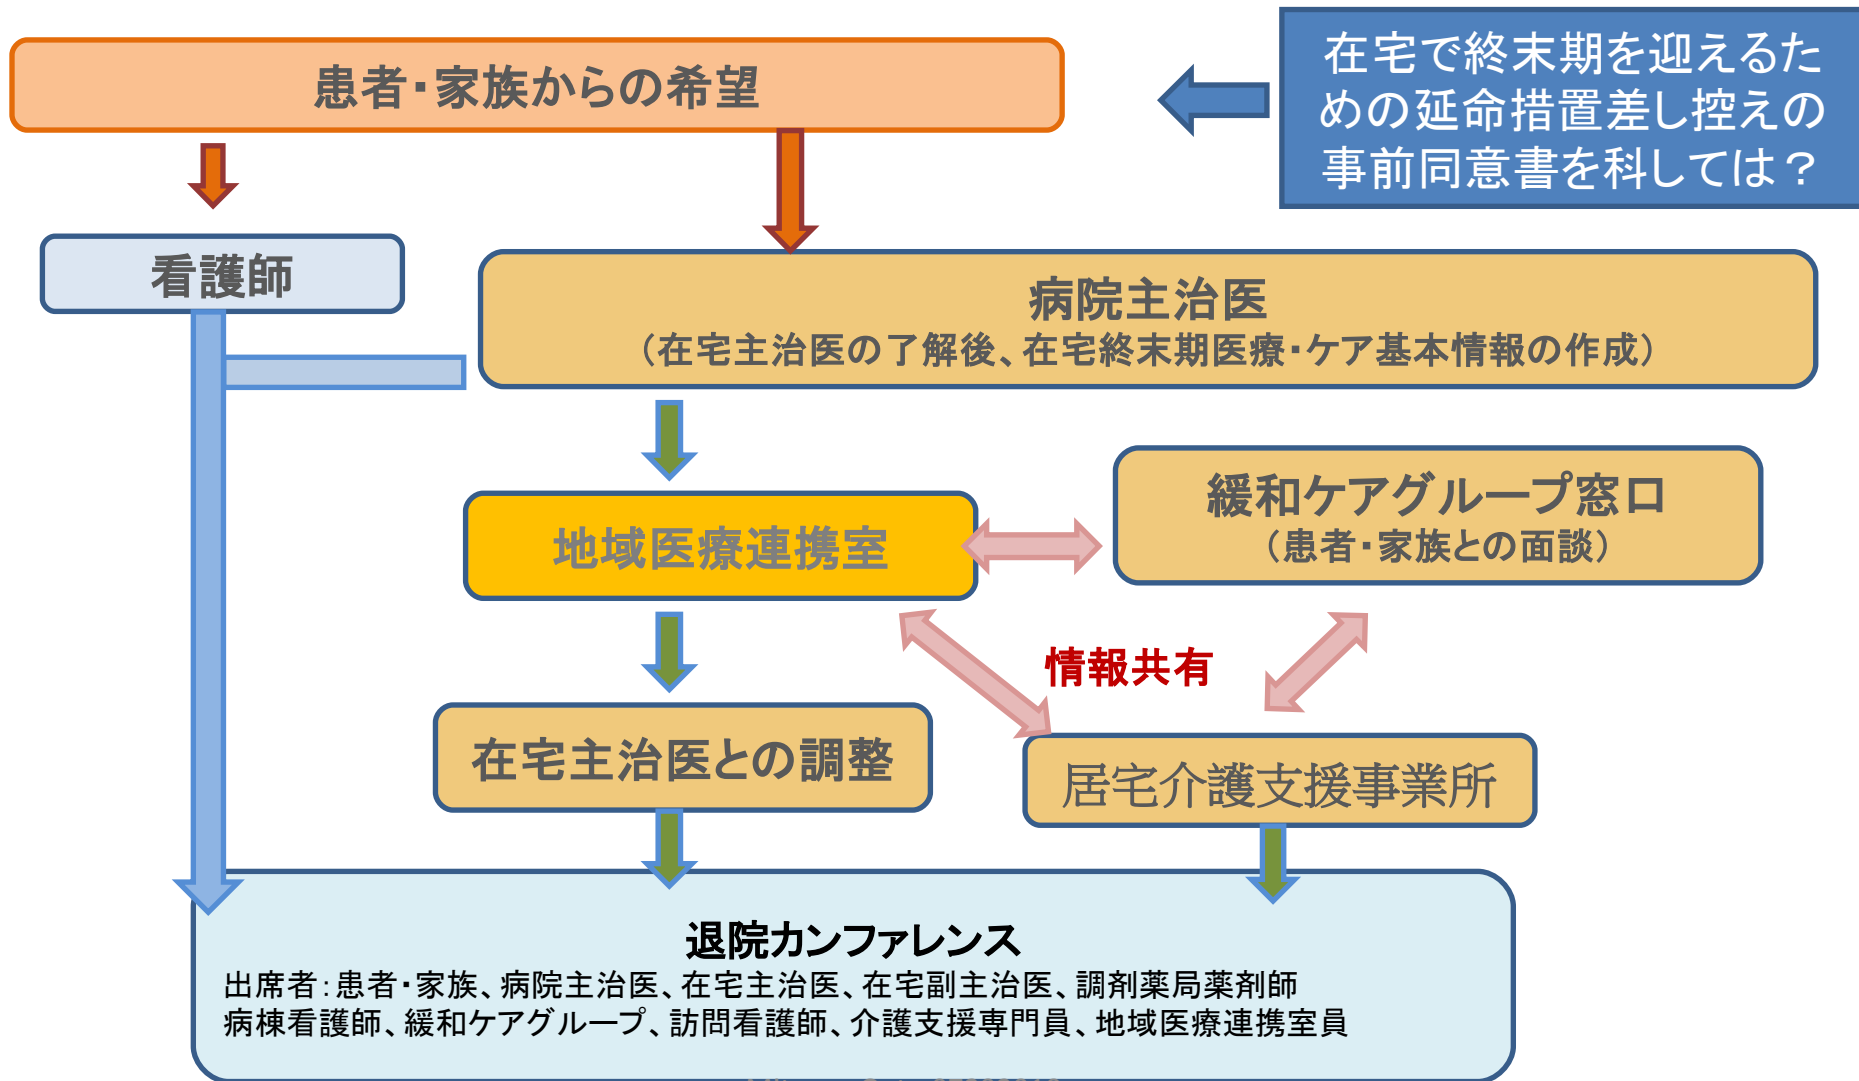 患者・家族からの希望
在宅で終末期を迎えるた
めの延命措置差し控えの
事前同意書を科しては？
看護師
病院主治医
（在宅主治医の了解後、在宅終末期医療・ケア基本情報の作成）
地域医療連携室
緩和ケアグループ窓口
（患者・家族との面談）
情報共有
在宅主治医との調整
居宅介護支援事業所
退院カンファレンス
出席者：患者・家族、病院主治医、在宅主治医、在宅副主治医、調剤薬局薬剤師
病棟看護師、緩和ケアグループ、訪問看護師、介護支援専門員、地域医療連携室員